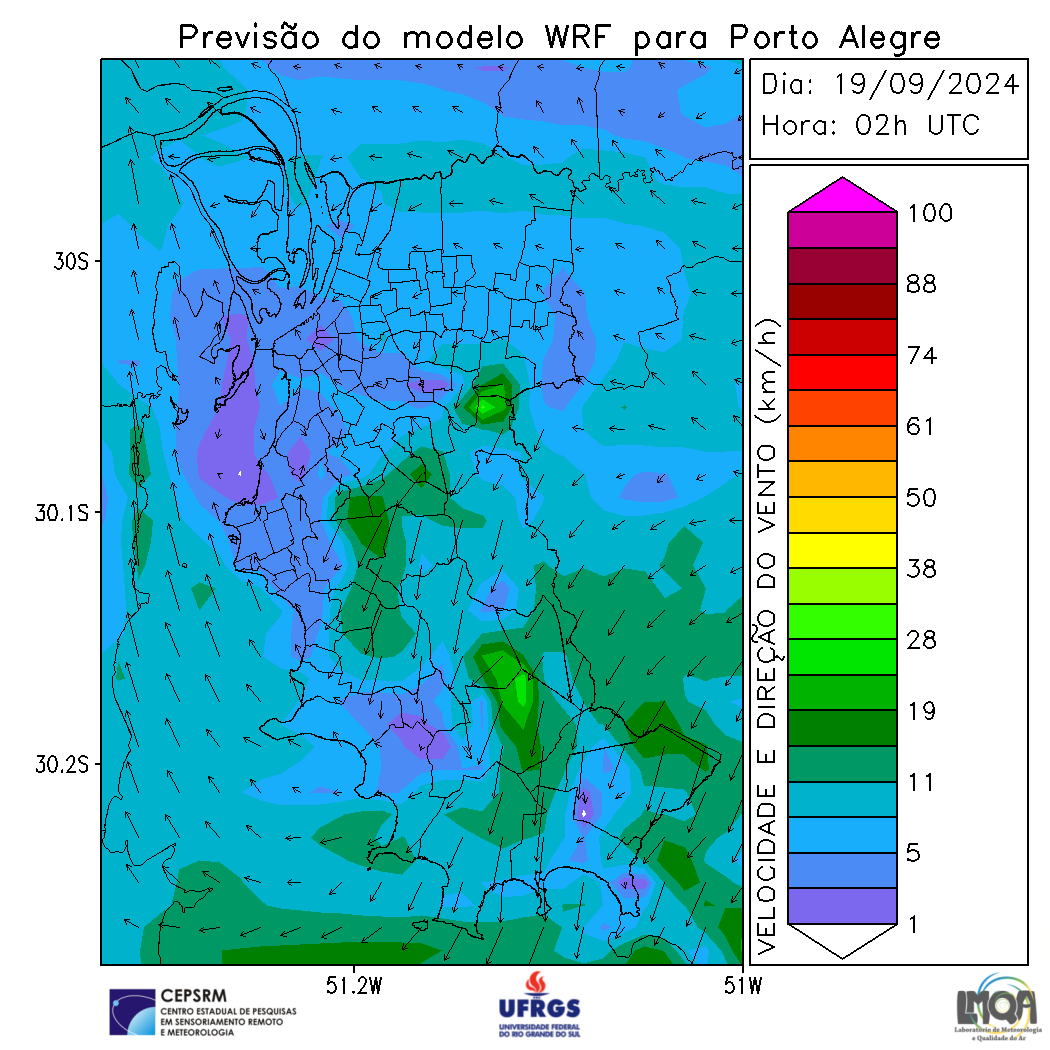 Previsão do modelo WRF para Porto Alegre
Dia: 19/09/2024
Hora: 02h UTC
100
88
74
61
50
38
28
19
11
5
1
VELOCIDADE E DIREÇÃO DO VENTO (km/h)
30S
30.1S
30.2S
51.2W
51W
CEPSRM
CENTRO ESTADUAL DE PESQUISAS
EM SENSORIAMENTO REMOTO
E METEOROLOGIA
UFRGS
UNIVERSIDADE FEDERAL
DO RIO GRANDE DO SUL
LMQA
Laboratório de Meteorologia
e Qualidade do Ar